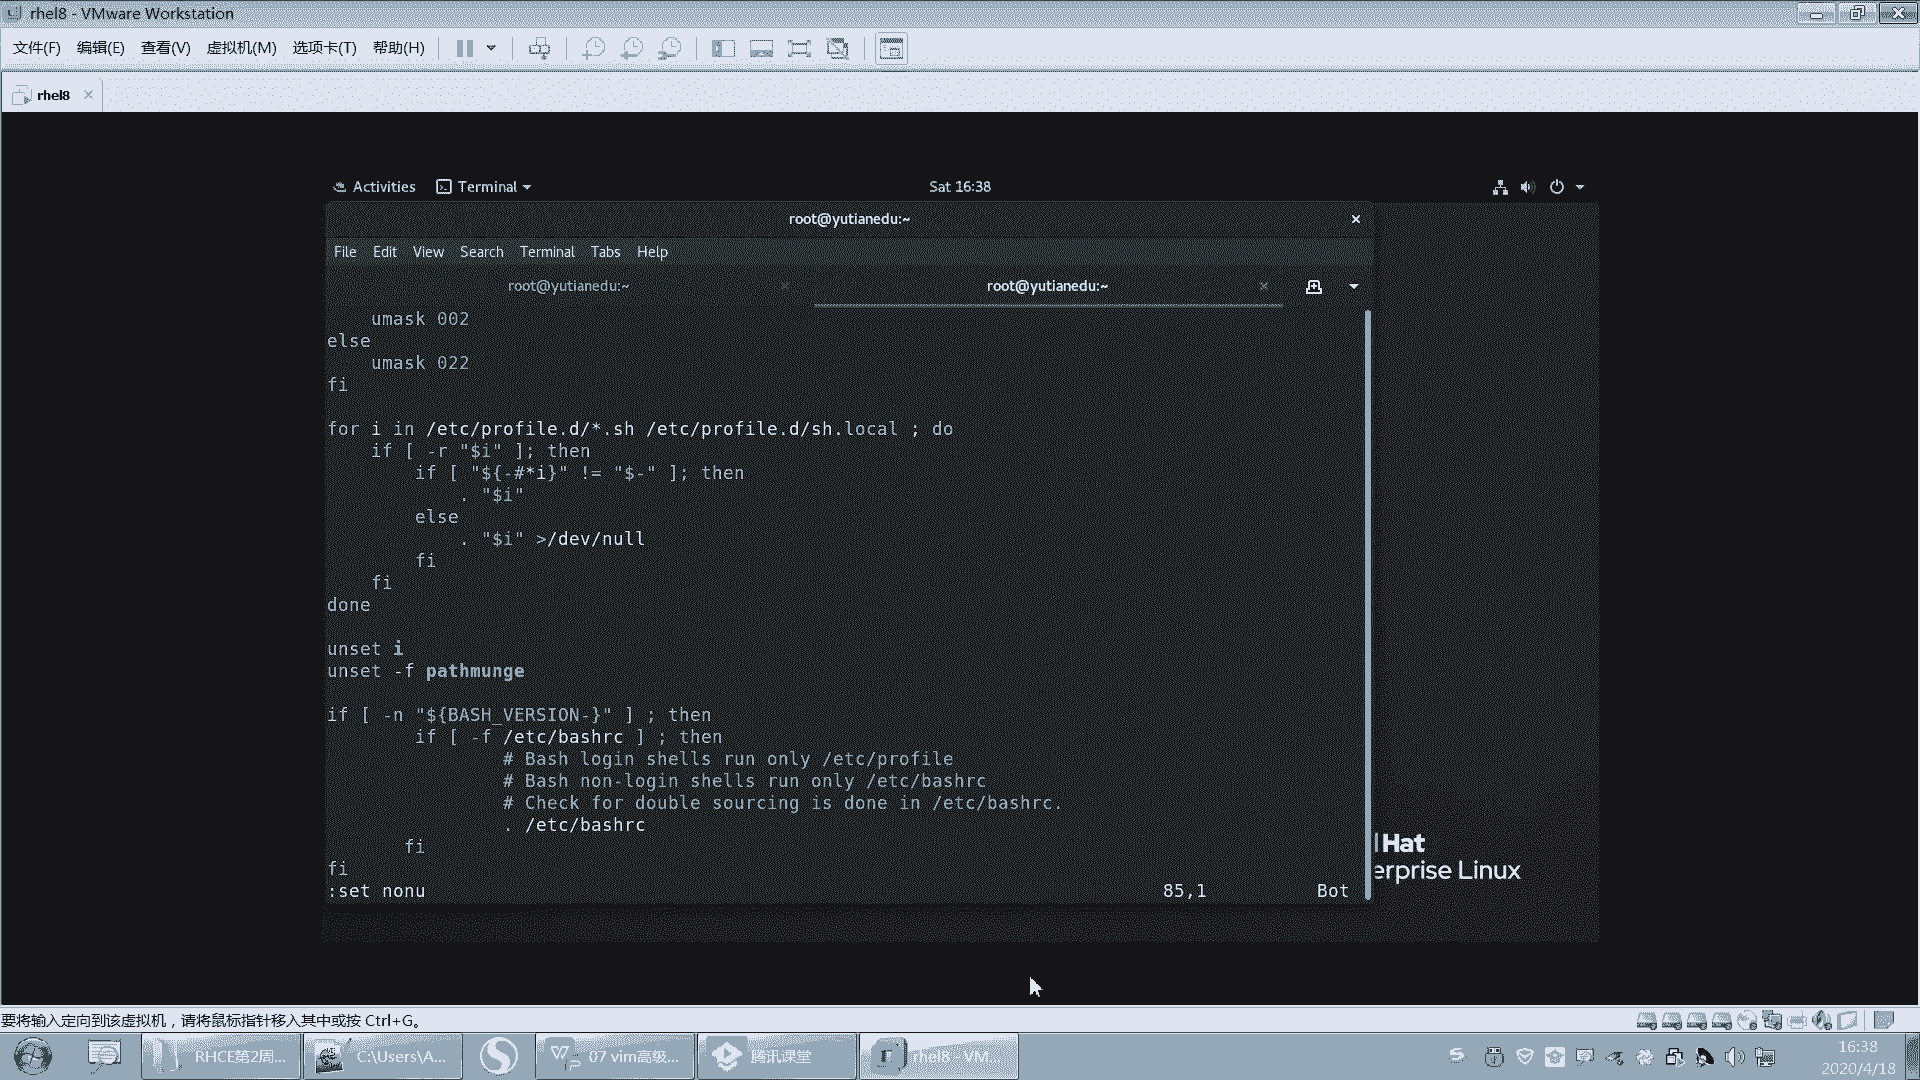 rhel8 - VMware Workstation
文件(F) 编辑(E) 查看(V) 虚拟机(M) 选项卡(T) 帮助(H)
rhel8
Activities Terminal Sat 16:38
root@yutianedu:~
File Edit View Search Terminal Tabs Help
root@yutianedu:~ root@yutianedu:~
umask 002
else
umask 022
fi
for i in /etc/profile.d/*.sh /etc/profile.d/sh.local ; do
if [ -r "$i" ]; then
if [ "${-#*i}" != "$-" ]; then
. "$i"
else
. "$i" >/dev/null
fi
fi
done
unset i
unset -f pathmunge
if [ -n "${BASH_VERSION-}" ] ; then
if [ -f /etc/bashrc ] ; then
# Bash login shells run only /etc/profile
# Bash non-login shells run only /etc/bashrc
# Check for double sourcing is done in /etc/bashrc.
. /etc/bashrc
fi
fi
:set nonu 85,1 Bot
Hat
erprise Linux
要将输入定向到该虚拟机，请将鼠标指针移入其中或按 Ctrl+G。
RHCE第2周... C:\Users\A... 07 vim高级... 腾讯课堂 rhel8 - VM... 16:38
2020/4/18